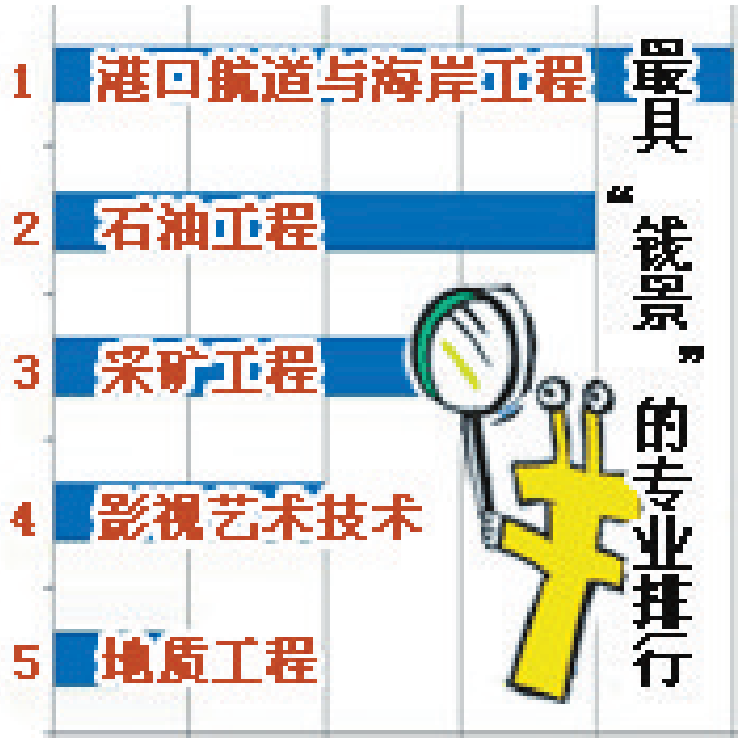 1 港口航道与海岸工程
2 石油工程
3 采矿工程
4 影视艺术技术
5 地质工程
最具“钱景”的专业排行